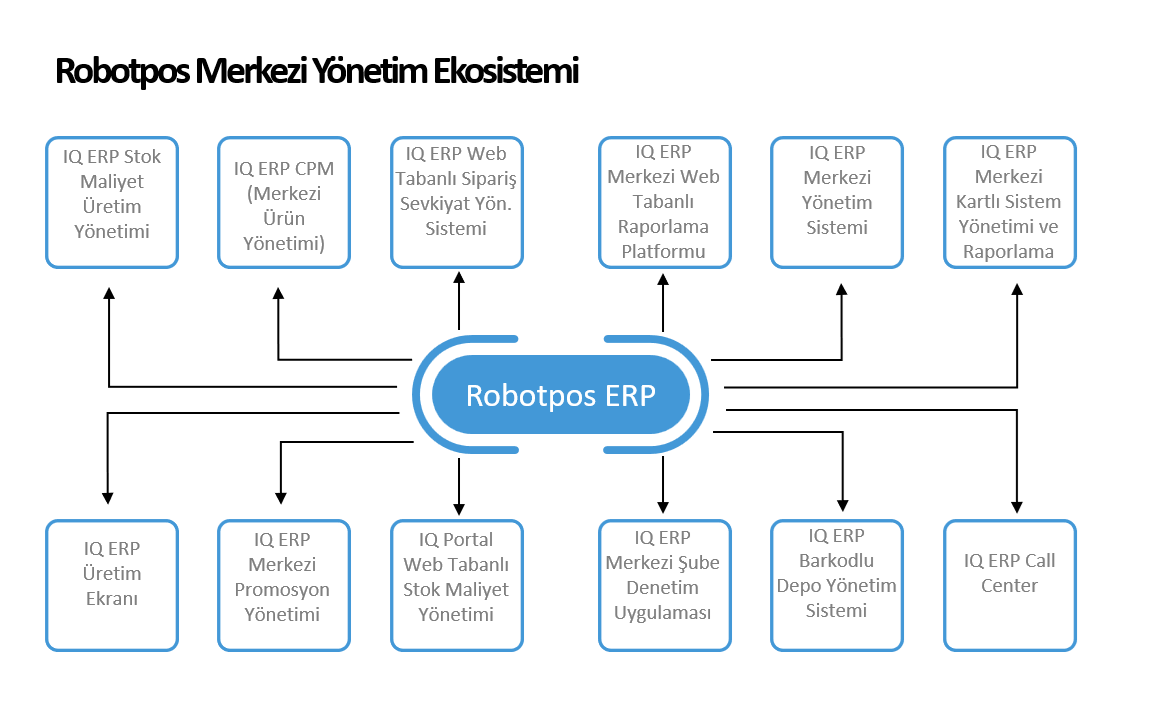 Robotpos Merkezi Yönetim Ekosistemi
IQ ERP Stok
Maliyet
Üretim
Yönetimi
IQ ERP CPM
(Merkezi
Ürün
Yönetimi)
IQ ERP Web
Tabanlı Sipariş
Sevkiyat Yön.
Sistemi
IQ ERP
Merkezi Web
Tabanlı
Raporlama
Platformu
IQ ERP
Merkezi
Yönetim
Sistemi
IQ ERP
Merkezi
Kartlı Sistem
Yönetimi ve
Raporlama
Robotpos ERP
IQ ERP
Üretim
Ekranı
IQ ERP
Merkezi
Promosyon
Yönetimi
IQ Portal
Web Tabanlı
Stok Maliyet
Yönetimi
IQ ERP
Merkezi Şube
Denetim
Uygulaması
IQ ERP
Barkodlu
Depo Yönetim
Sistemi
IQ ERP Call
Center